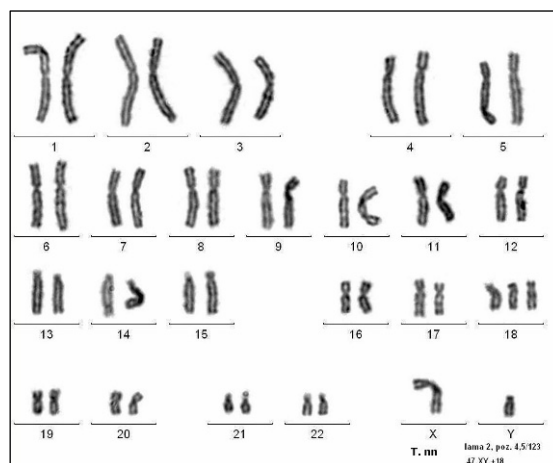 1 2 3 4 5
6 7 8 9 10 11 12
13 14 15 16 17 18
19 20 21 22 X Y
T. nn lama 2, poz. 4,5/123
47,XY,+18